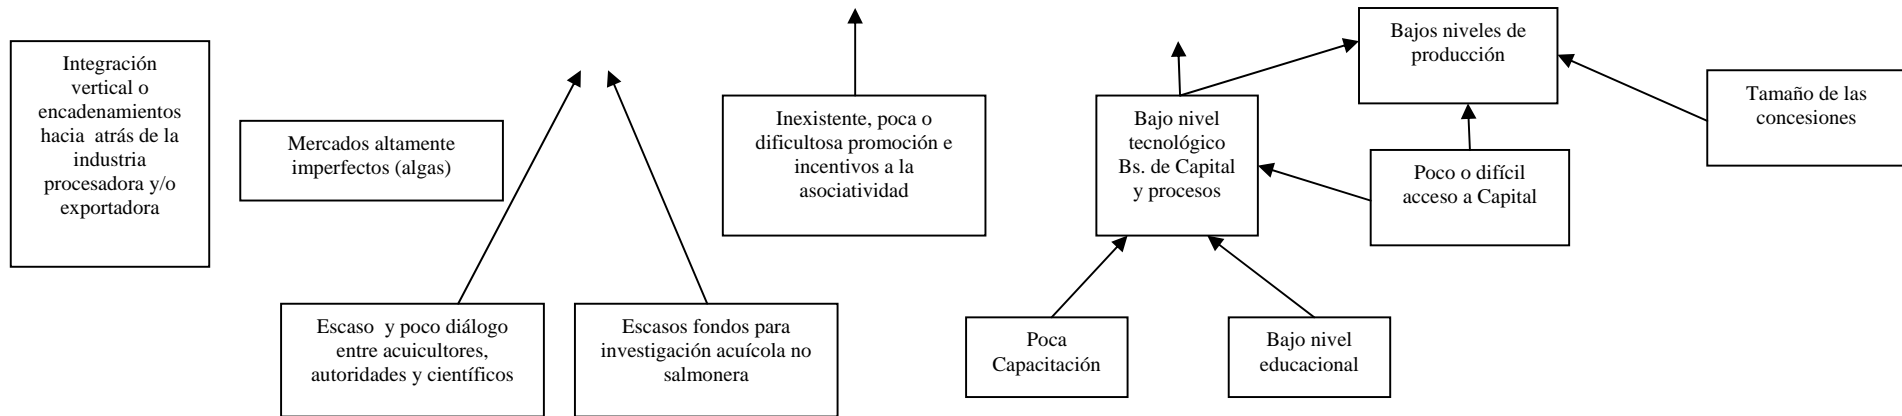 Integración
vertical o
encadenamientos
hacia atrás de la
industria
procesadora y/o
exportadora
Mercados altamente
imperfectos (algas)
Inexistente, poca o
dificultosa promoción e
incentivos a la
asociatividad
Bajo nivel
tecnológico
Bs. de Capital
y procesos
Bajos niveles de
producción
Tamaño de las
concesiones
Poco o difícil
acceso a Capital
Escaso y poco diálogo
entre acuicultores,
autoridades y científicos
Escasos fondos para
investigación acuícola no
salmonera
Poca
Capacitación
Bajo nivel
educacional